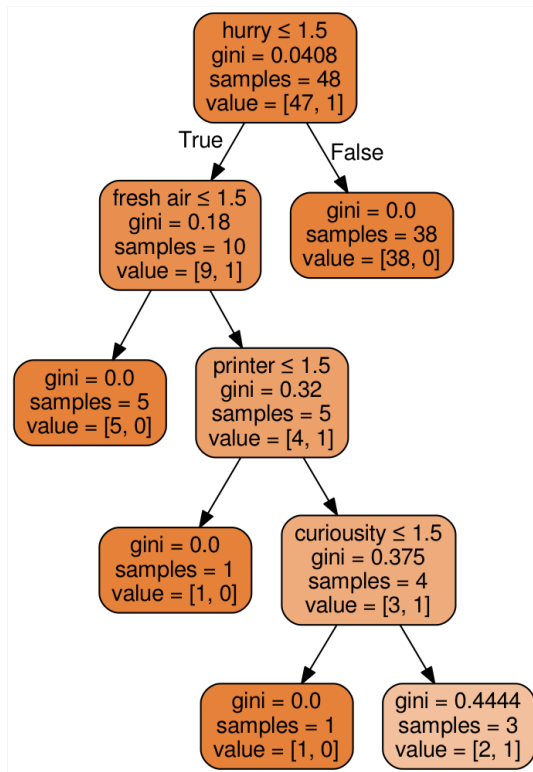 hurry ≤ 1.5
gini = 0.0408
samples = 48
value = [47, 1]
True
False
fresh air ≤ 1.5
gini = 0.18
samples = 10
value = [9, 1]
gini = 0.0
samples = 38
value = [38, 0]
gini = 0.0
samples = 5
value = [5, 0]
printer ≤ 1.5
gini = 0.32
samples = 5
value = [4, 1]
gini = 0.0
samples = 1
value = [1, 0]
curiousity ≤ 1.5
gini = 0.375
samples = 4
value = [3, 1]
gini = 0.0
samples = 1
value = [1, 0]
gini = 0.4444
samples = 3
value = [2, 1]